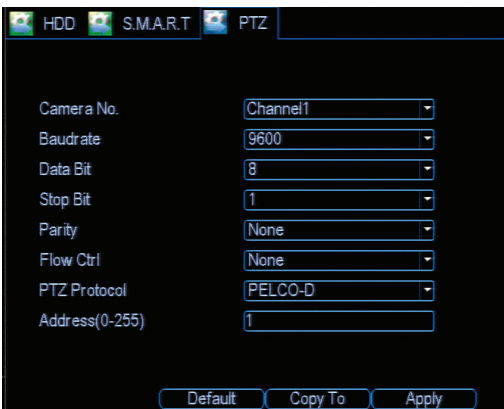 HDD S.M.A.R.T PTZ
Camera No. Channel1
Baudrate 9600
Data Bit 8
Stop Bit 1
Parity None
Flow Ctrl None
PTZ Protocol PELCO-D
Address(0-255) 1
Default Copy To Apply